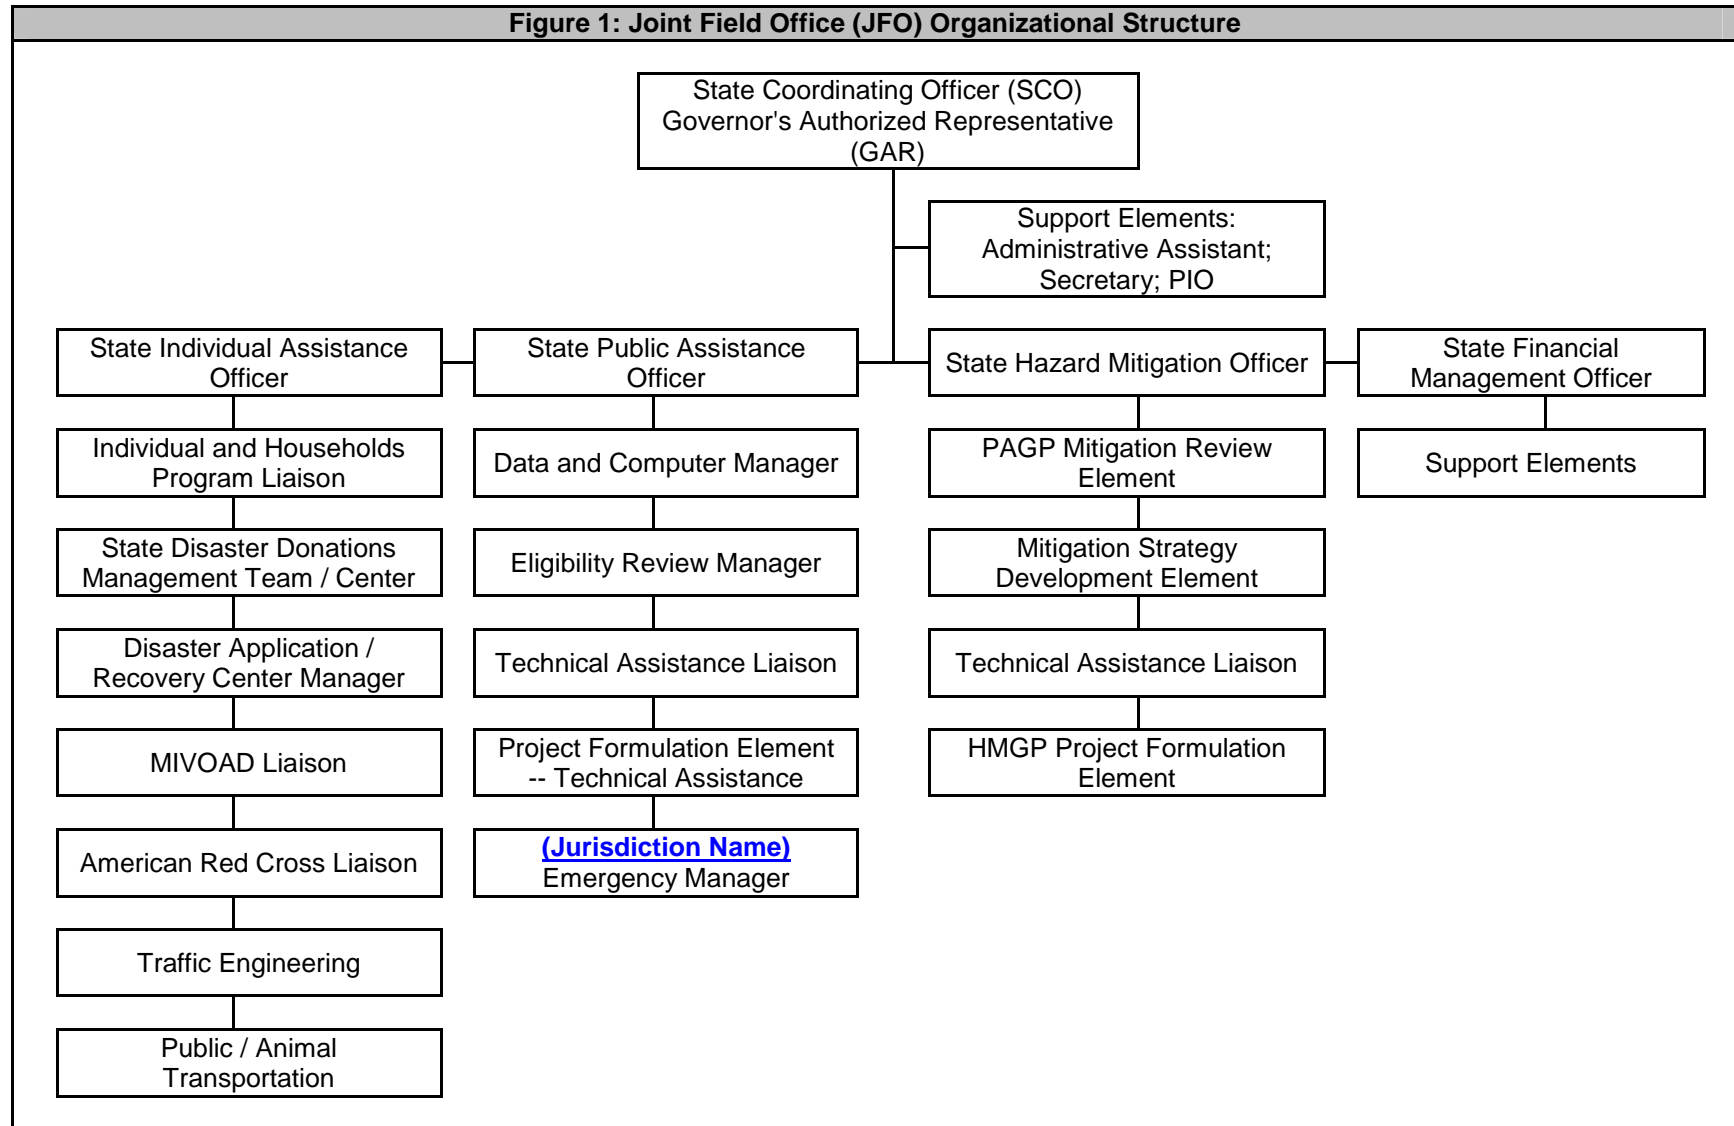 Figure 1: Joint Field Office (JFO) Organizational Structure
State Coordinating Officer (SCO)
Governor's Authorized Representative
(GAR)
Support Elements:
Administrative Assistant;
Secretary; PIO
State Individual Assistance
Officer
State Public Assistance
Officer
State Hazard Mitigation Officer
State Financial
Management Officer
Individual and Households
Program Liaison
Data and Computer Manager
PAGP Mitigation Review
Element
Support Elements
State Disaster Donations
Management Team / Center
Eligibility Review Manager
Mitigation Strategy
Development Element
Disaster Application /
Recovery Center Manager
Technical Assistance Liaison
Technical Assistance Liaison
MIVOAD Liaison
Project Formulation Element
-- Technical Assistance
HMGP Project Formulation
Element
American Red Cross Liaison
(Jurisdiction Name)
Emergency Manager
Traffic Engineering
Public / Animal
Transportation